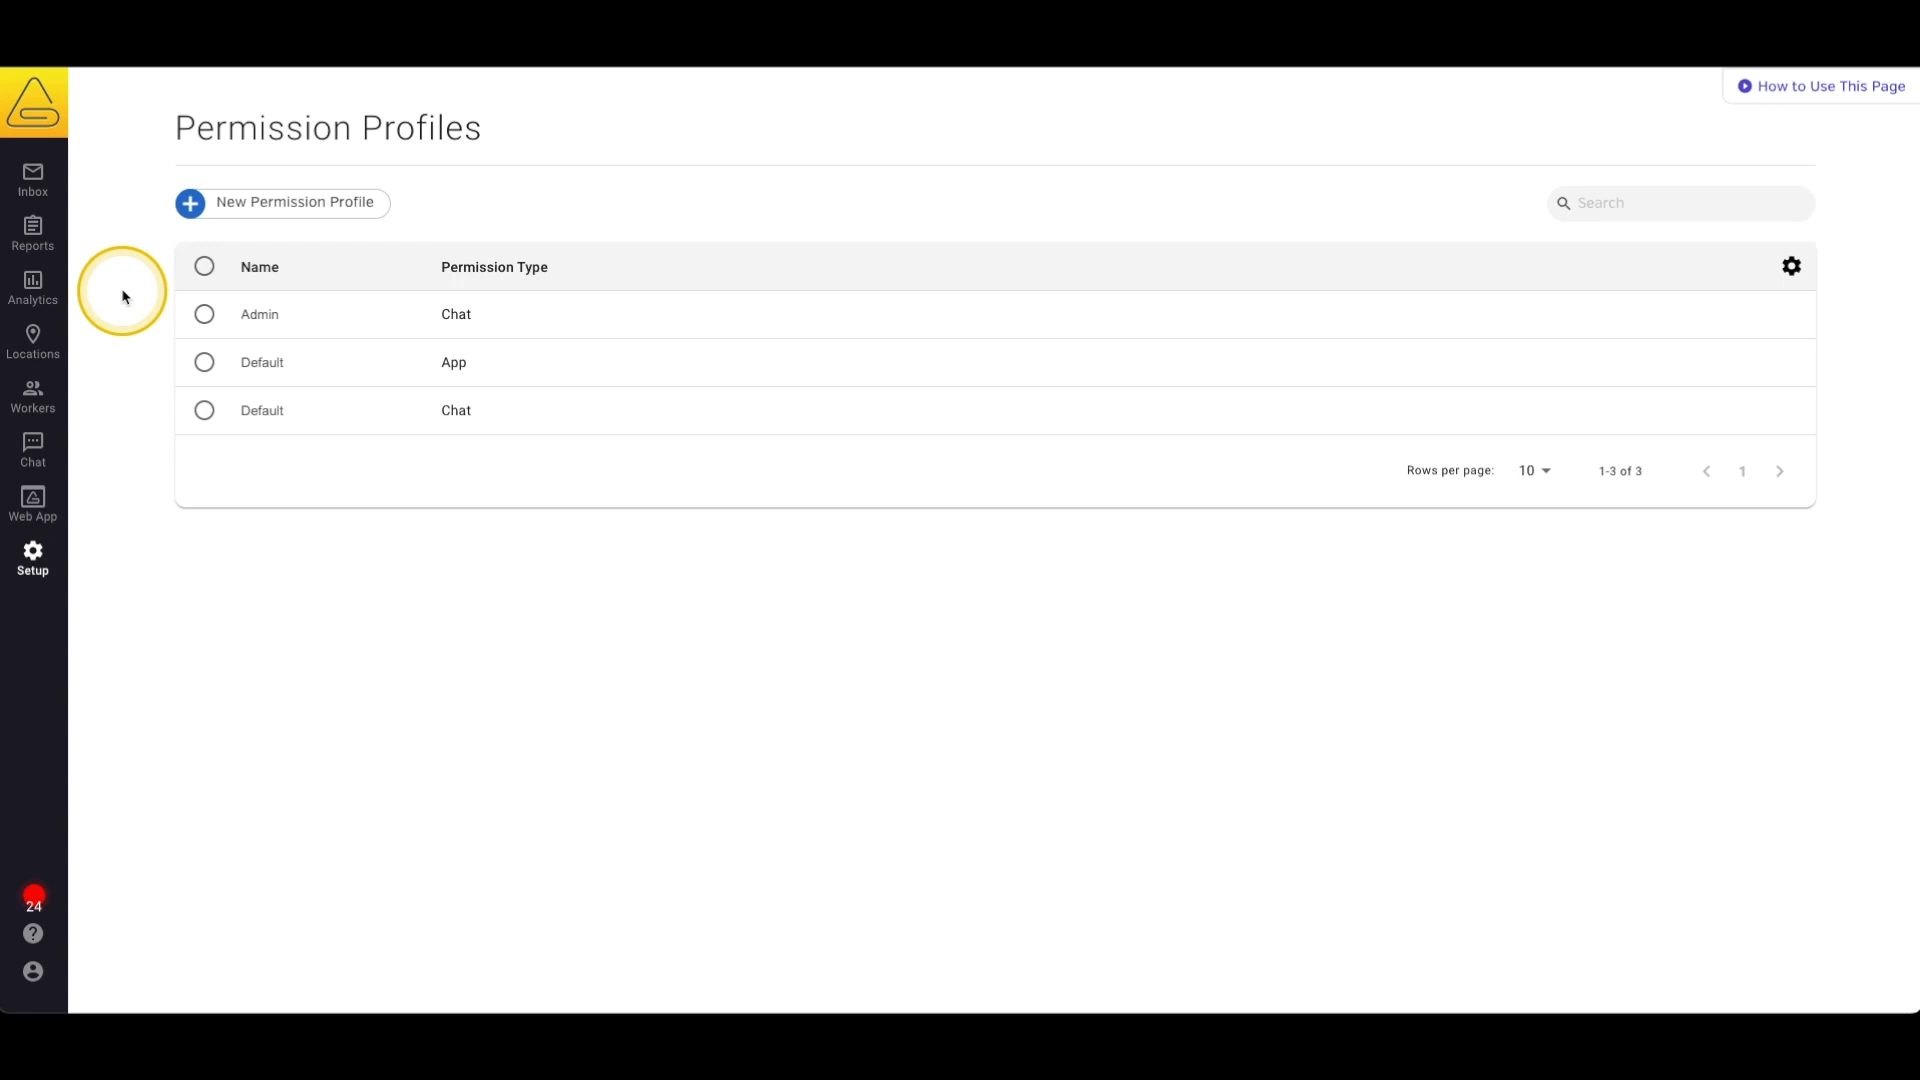 How to Use This Page
Permission Profiles
Inbox
New Permission Profile
Search
Reports
Name Permission Type
Analytics
Admin Chat
Locations
Default App
Workers
Default Chat
Chat
Rows per page: 10 1-3 of 3 1
Web App
Setup
24